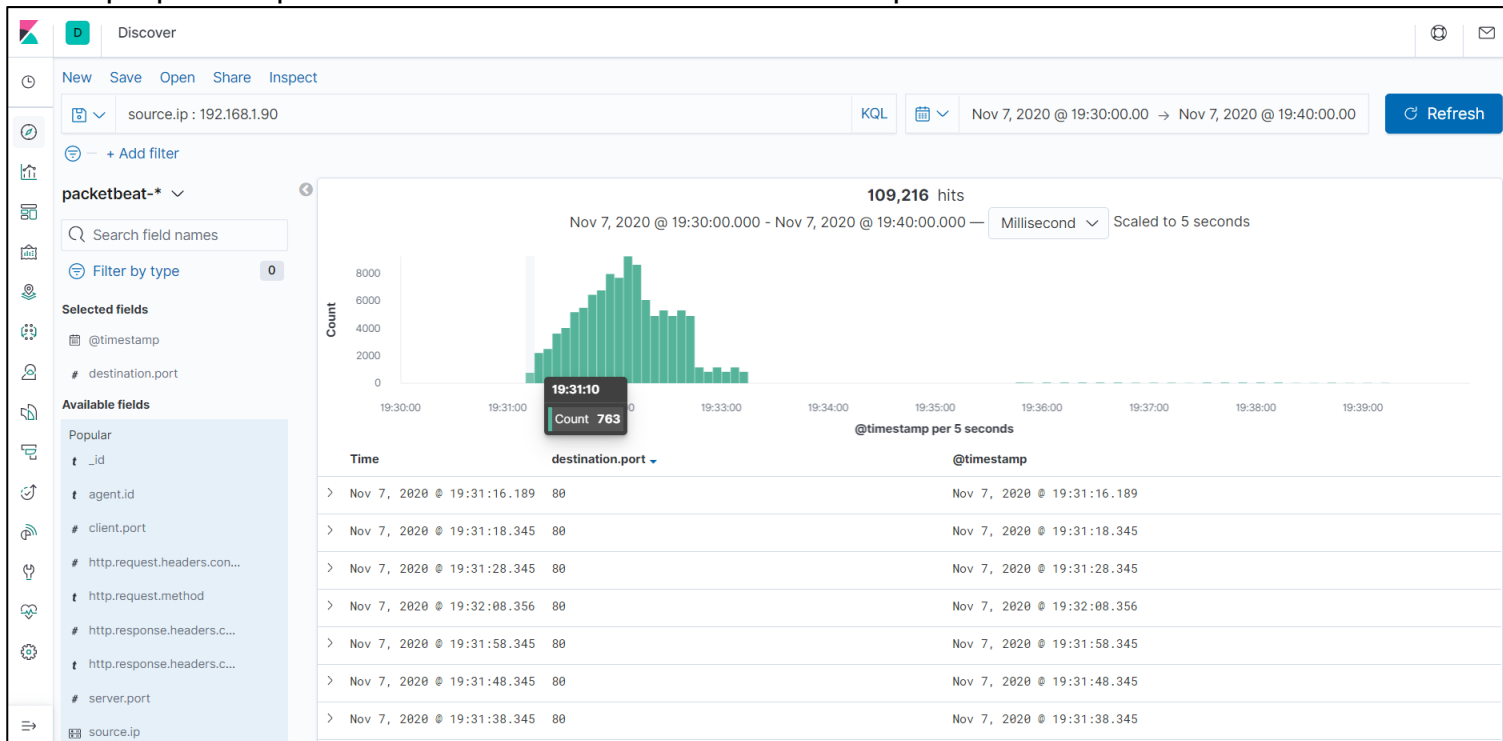 D Discover
New Save Open Share Inspect
source.ip : 192.168.1.90 KQL Nov 7, 2020 @ 19:30:00.00 → Nov 7, 2020 @ 19:40:00.00 Refresh
+ Add filter
packetbeat-*
Search field names
Filter by type 0
Selected fields
@timestamp
# destination.port
Available fields
Popular
t _id
t agent.id
# client.port
# http.request.headers.con...
t http.request.method
# http.response.headers.c...
t http.response.headers.c...
# server.port
source.ip
109,216 hits
Nov 7, 2020 @ 19:30:00.000 - Nov 7, 2020 @ 19:40:00.000 — Millisecond Scaled to 5 seconds
Count
8000
6000
4000
2000
0
19:31:10
Count 763
19:30:00 19:31:00 0 19:33:00 19:34:00 19:35:00 19:36:00 19:37:00 19:38:00 19:39:00
@timestamp per 5 seconds
Time destination.port @timestamp
> Nov 7, 2020 @ 19:31:16.189 80 Nov 7, 2020 @ 19:31:16.189
> Nov 7, 2020 @ 19:31:18.345 80 Nov 7, 2020 @ 19:31:18.345
> Nov 7, 2020 @ 19:31:28.345 80 Nov 7, 2020 @ 19:31:28.345
> Nov 7, 2020 @ 19:32:08.356 80 Nov 7, 2020 @ 19:32:08.356
> Nov 7, 2020 @ 19:31:58.345 80 Nov 7, 2020 @ 19:31:58.345
> Nov 7, 2020 @ 19:31:48.345 80 Nov 7, 2020 @ 19:31:48.345
> Nov 7, 2020 @ 19:31:38.345 80 Nov 7, 2020 @ 19:31:38.345